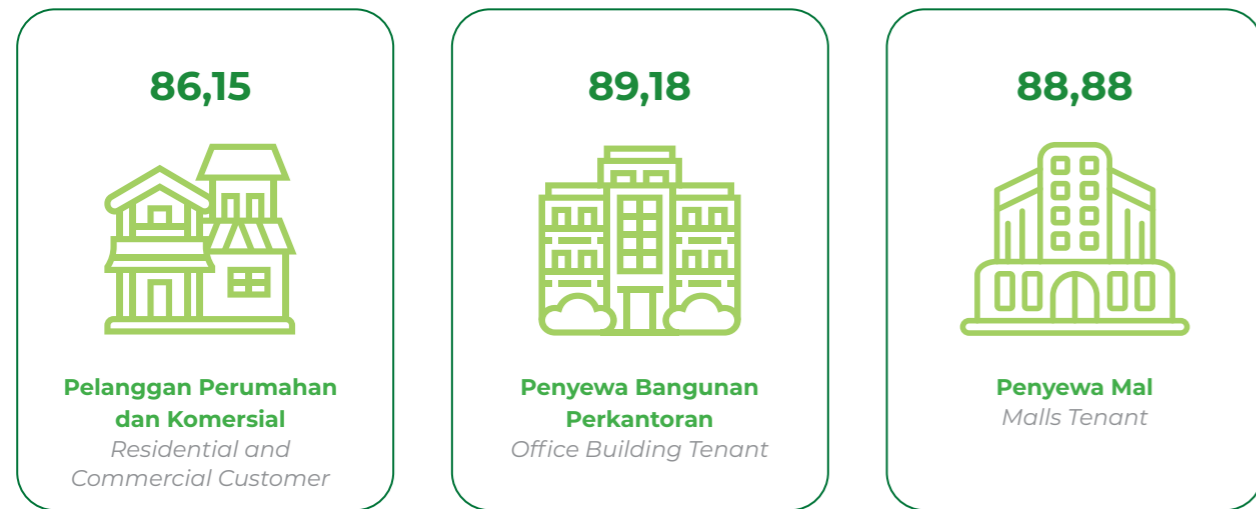 86,15
Pelanggan Perumahan
dan Komersial
Residential and
Commercial Customer
89,18
Penyewa Bangunan
Perkantoran
Office Building Tenant
88,88
Penyewa Mal
Malls Tenant